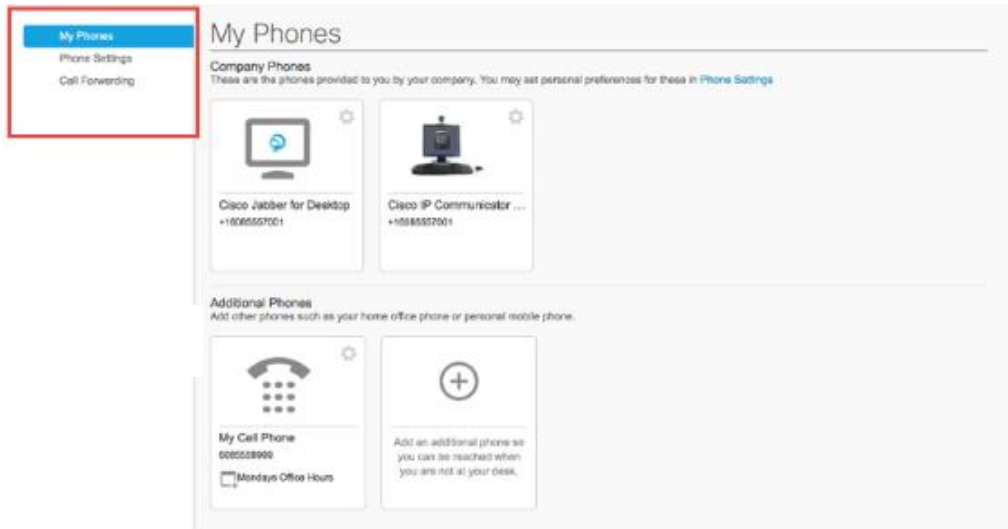 My Phones
Phone Settings
Call Forwarding
My Phones
Company Phones
These are the phones provided to you by your company. You may set personal preferences for these in Phone Settings
Cisco Jabber for Desktop
+16085557001
Cisco IP Communicator ...
+16085557001
Additional Phones
Add other phones such as your home office phone or personal mobile phone.
My Cell Phone
Mondays Office Hours
Add an additional phone so
you can be reached when
you are not at your desk.